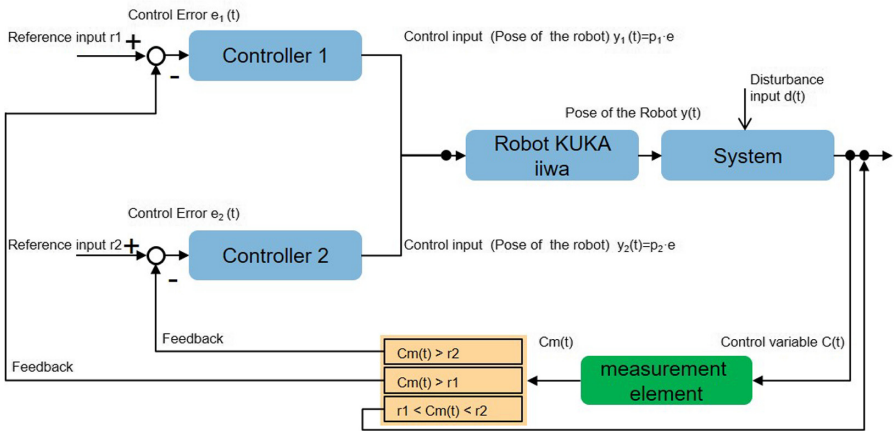 Control Error e₁(t)
Reference input r1
+
-
Controller 1
Control input (Pose of the robot) y₁(t)=p₁·e
Disturbance
input d(t)
Pose of the Robot y(t)
Robot KUKA
iiwa
System
Control Error e₂(t)
Reference input r2
+
-
Controller 2
Control input (Pose of the robot) y₂(t)=p₂·e
Feedback
Feedback
Cm(t) > r2
Cm(t) > r1
r1 < Cm(t) < r2
Cm(t)
Control variable C(t)
measurement
element